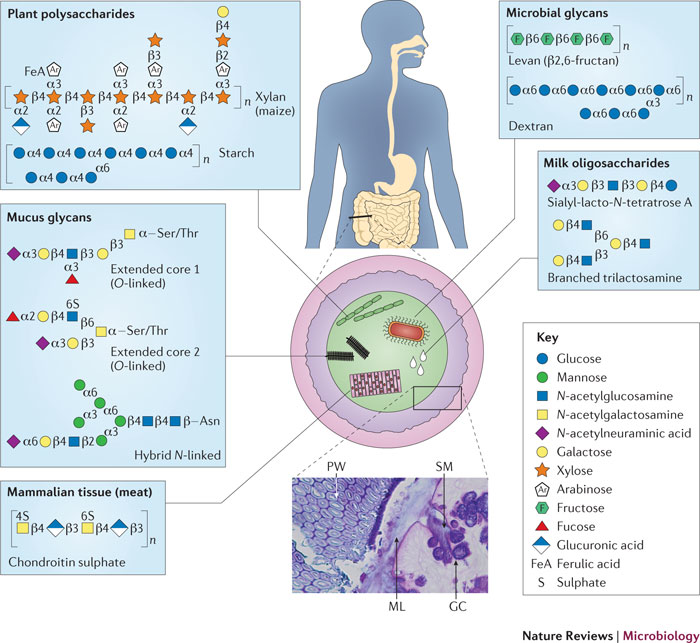 Plant polysaccharides
β4
Ar
Ar
β3
β2
FeA
Ar
Ar
Ar
α3
α3
α3
β4
β4
β4
β4
β4
β4
n
Xylan
(maize)
α2
α2
β3
α2
α2
Ar
Ar
α4
α4
α4
α4
α4
α4
n
Starch
α6
α4
α4
Microbial glycans
F
β6
F
β6
F
β6
F
n
Levan (β2,6-fructan)
α6
α6
α6
α6
α6
α6
n
α3
α6
α6
Dextran
Milk oligosaccharides
α3
β3
β3
β4
Sialyl-lacto-N-tetratrose A
β4
β6
β4
β4
β3
Branched trilactosamine
Mucus glycans
α–Ser/Thr
β3
α3
β4
β3
α3
Extended core 1
(O-linked)
6S
α2
β4
β6
α–Ser/Thr
α3
β3
Extended core 2
(O-linked)
α6
α3
α6
α3
β4
β4
β–Asn
α6
β4
β2
Hybrid N-linked
Mammalian tissue (meat)
4S
6S
β4
β3
β4
β3
n
Chondroitin sulphate
PW
SM
ML
GC
Key
Glucose
Mannose
N-acetylglucosamine
N-acetylgalactosamine
N-acetylneuraminic acid
Galactose
Xylose
Ar Arabinose
F Fructose
Fucose
Glucuronic acid
FeA Ferulic acid
S Sulphate
Nature Reviews | Microbiology